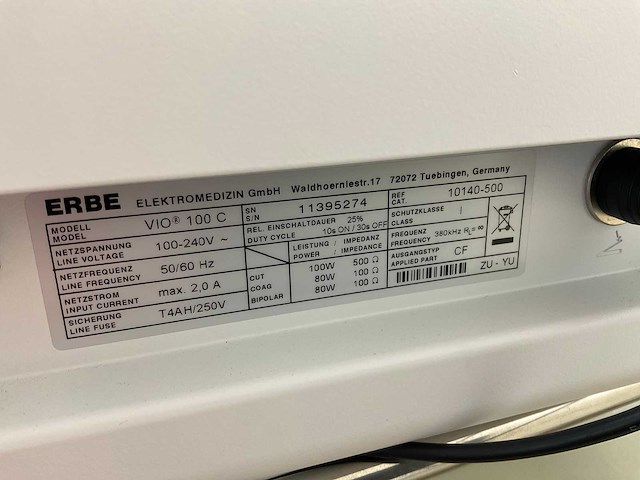 ERBE ELEKTROMEDIZIN GmbH Waldhoernlestr.17 72072 Tuebingen, Germany
MODELL
MODEL
VIO® 100 C
SN
S/N
11395274
REF
CAT.
10140-500
NETZSPANNUNG
LINE VOLTAGE
100-240V ~
REL. EINSCHALTDAUER 25%
DUTY CYCLE 10s ON / 30s OFF
SCHUTZKLASSE
CLASS
I
NETZFREQUENZ
LINE FREQUENCY
50/60 Hz
LEISTUNG / IMPEDANZ
POWER / IMPEDANCE
FREQUENZ
FREQUENCY
380kHz RL=∞
NETZSTROM
INPUT CURRENT
max. 2,0 A
CUT 100W 500 Ω
COAG 80W 100 Ω
BIPOLAR 80W 100 Ω
AUSGANGSTYP
APPLIED PART
CF
SICHERUNG
LINE FUSE
T4AH/250V
ZU - YU